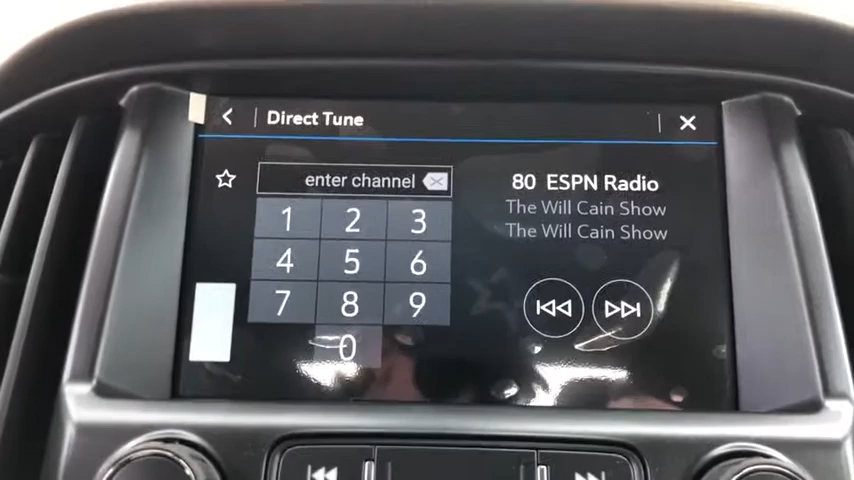 Direct Tune
enter channel
1 2 3
4 5 6
7 8 9
0
80 ESPN Radio
The Will Cain Show
The Will Cain Show